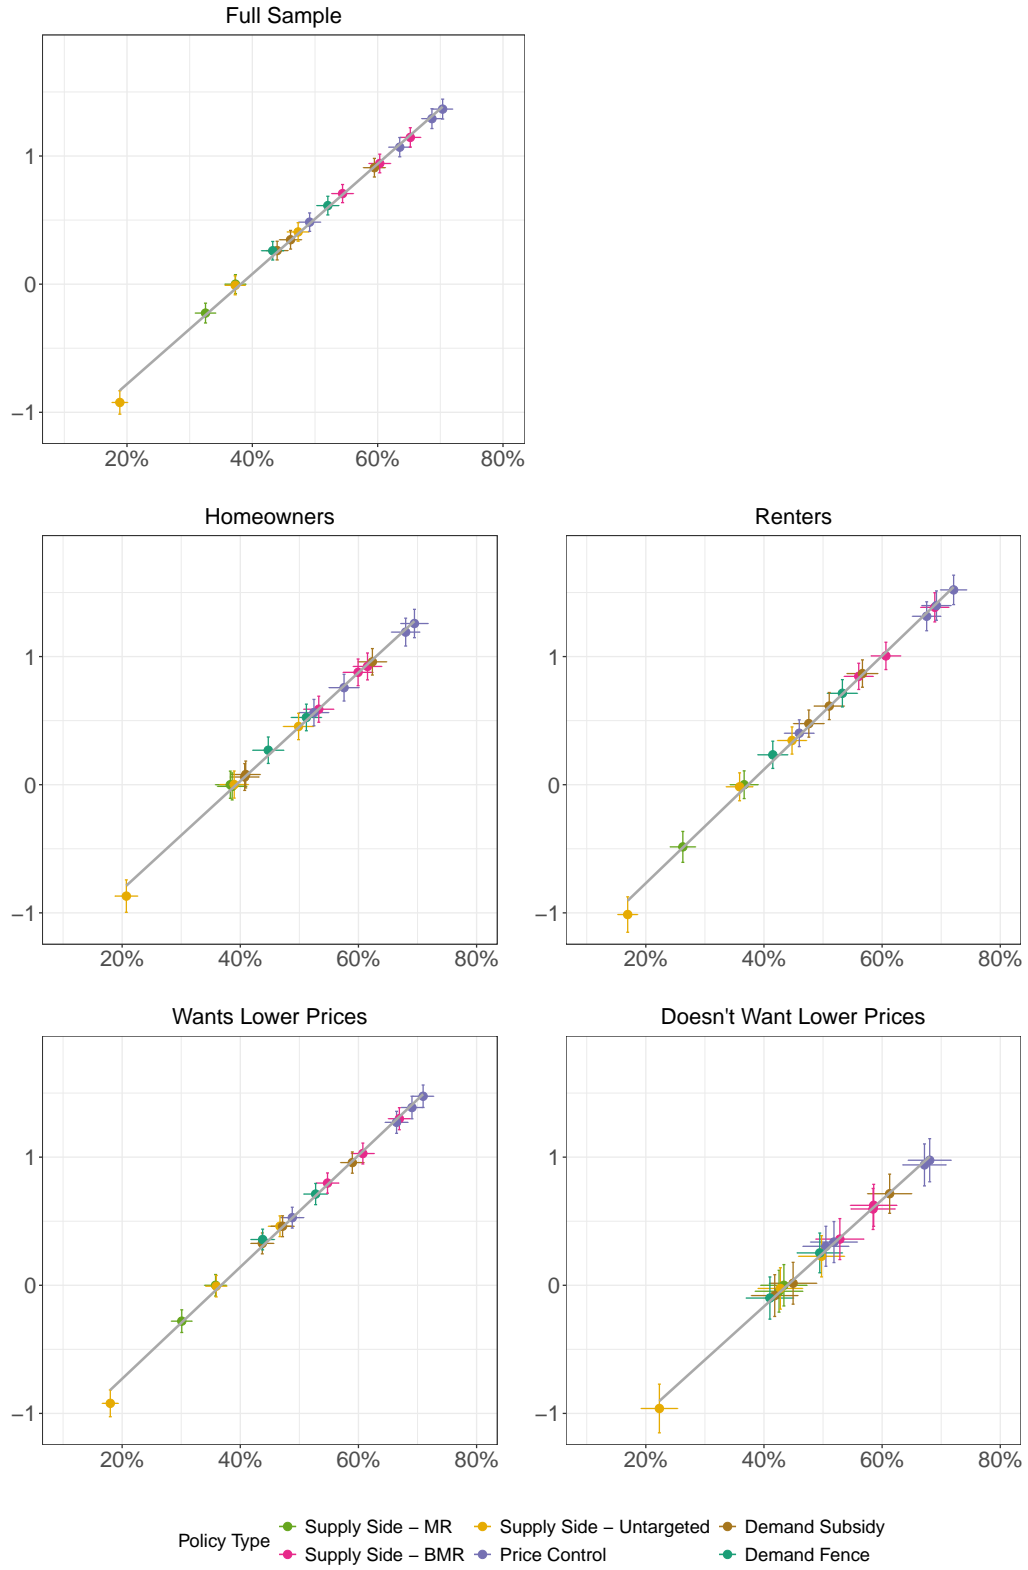 Full Sample
1
0
−1
20% 40% 60% 80%
Homeowners
1
0
−1
20% 40% 60% 80%
Renters
1
0
−1
20% 40% 60% 80%
Wants Lower Prices
1
0
−1
20% 40% 60% 80%
Doesn't Want Lower Prices
1
0
−1
20% 40% 60% 80%
Policy Type
Supply Side − MR Supply Side − Untargeted Demand Subsidy
Supply Side − BMR Price Control Demand Fence